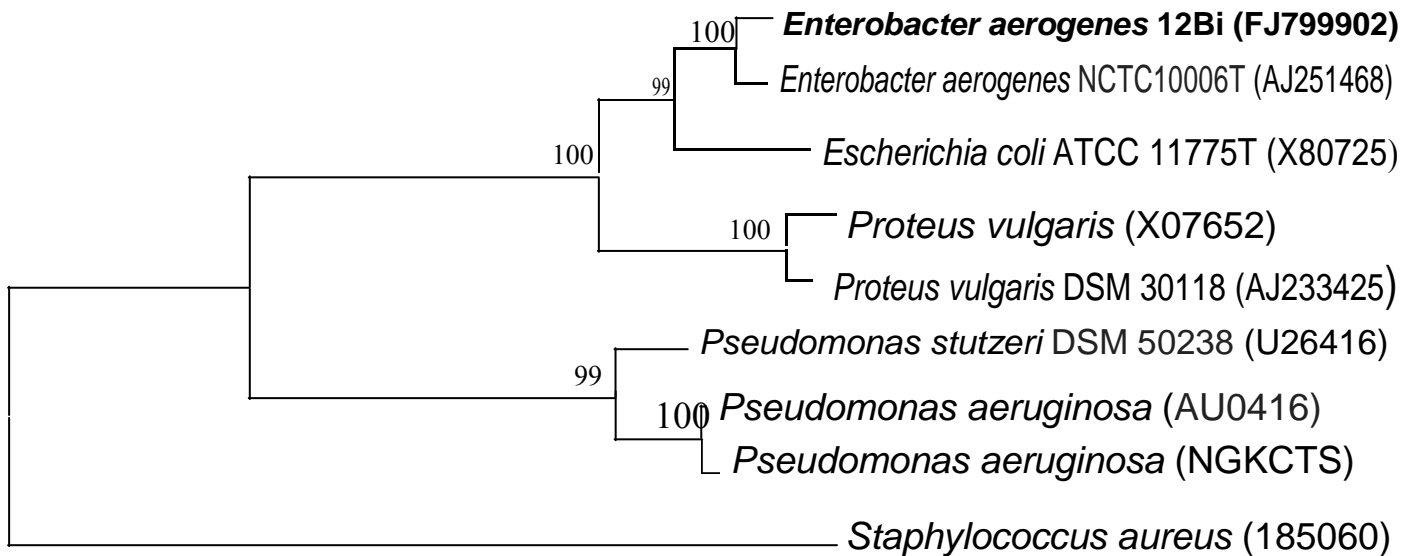 100 Enterobacter aerogenes 12Bi (FJ799902)
99 Enterobacter aerogenes NCTC10006T (AJ251468)
100 Escherichia coli ATCC 11775T (X80725)
100 Proteus vulgaris (X07652)
Proteus vulgaris DSM 30118 (AJ233425)
Pseudomonas stutzeri DSM 50238 (U26416)
99
100 Pseudomonas aeruginosa (AU0416)
Pseudomonas aeruginosa (NGKCTS)
Staphylococcus aureus (185060)